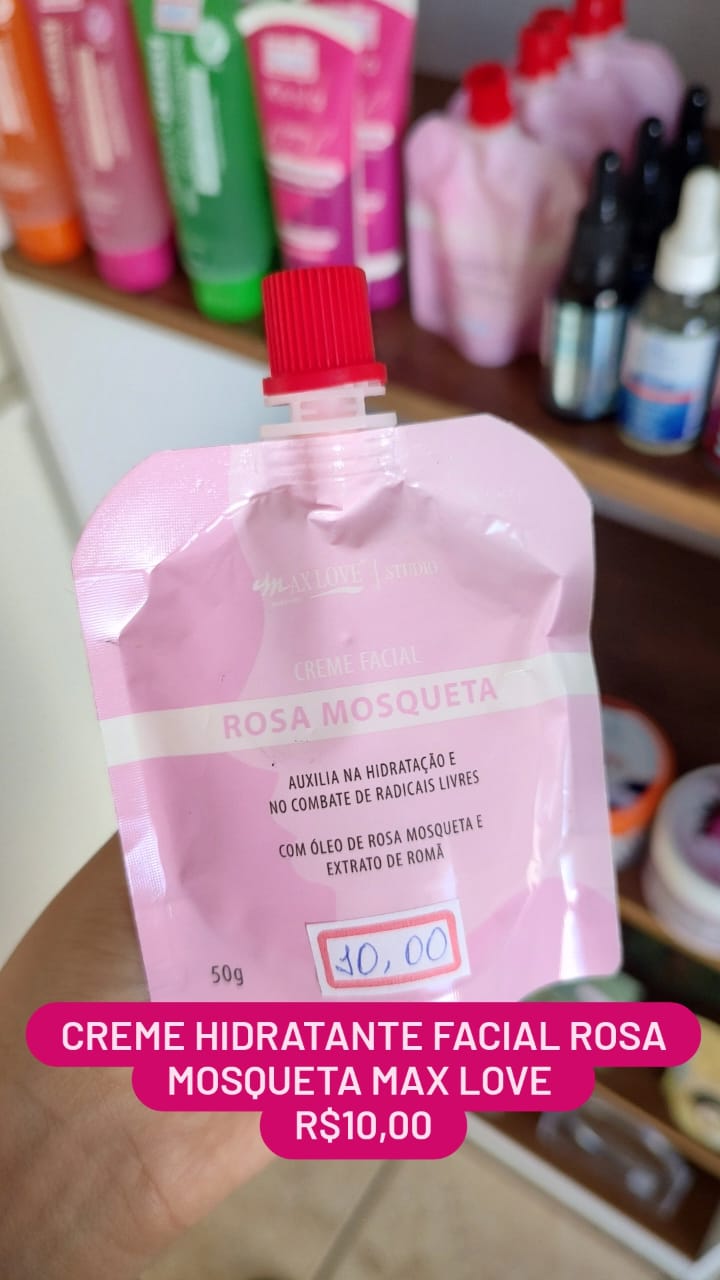 MAX LOVE | STUDIO
CREME FACIAL
ROSA MOSQUETA
AUXILIA NA HIDRATAÇÃO E
NO COMBATE DE RADICAIS LIVRES
COM ÓLEO DE ROSA MOSQUETA E
EXTRATO DE ROMÃ
10,00
50g
CREME HIDRATANTE FACIAL ROSA
MOSQUETA MAX LOVE
R$10,00